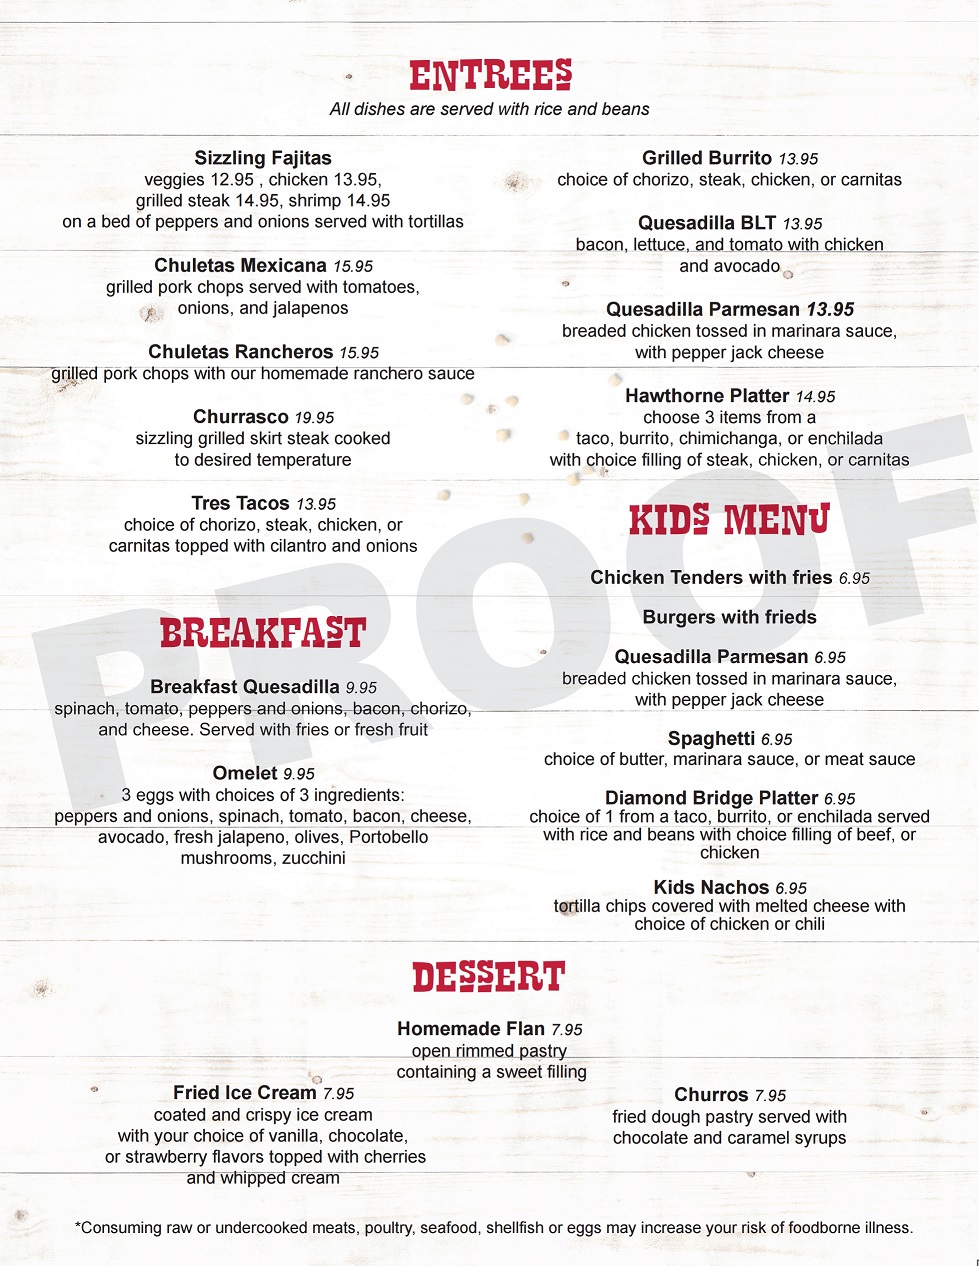 ENTREES
All dishes are served with rice and beans
Sizzling Fajitas
veggies 12.95 , chicken 13.95,
grilled steak 14.95, shrimp 14.95
on a bed of peppers and onions served with tortillas
Chuletas Mexicana 15.95
grilled pork chops served with tomatoes,
onions, and jalapenos
Chuletas Rancheros 15.95
grilled pork chops with our homemade ranchero sauce
Churrasco 19.95
sizzling grilled skirt steak cooked
to desired temperature
Tres Tacos 13.95
choice of chorizo, steak, chicken, or
carnitas topped with cilantro and onions
Grilled Burrito 13.95
choice of chorizo, steak, chicken, or carnitas
Quesadilla BLT 13.95
bacon, lettuce, and tomato with chicken
and avocado
Quesadilla Parmesan 13.95
breaded chicken tossed in marinara sauce,
with pepper jack cheese
Hawthorne Platter 14.95
choose 3 items from a
taco, burrito, chimichanga, or enchilada
with choice filling of steak, chicken, or carnitas
BREAKFAST
Breakfast Quesadilla 9.95
spinach, tomato, peppers and onions, bacon, chorizo,
and cheese. Served with fries or fresh fruit
Omelet 9.95
3 eggs with choices of 3 ingredients:
peppers and onions, spinach, tomato, bacon, cheese,
avocado, fresh jalapeno, olives, Portobello
mushrooms, zucchini
KIDS MENU
Chicken Tenders with fries 6.95
Burgers with frieds
Quesadilla Parmesan 6.95
breaded chicken tossed in marinara sauce,
with pepper jack cheese
Spaghetti 6.95
choice of butter, marinara sauce, or meat sauce
Diamond Bridge Platter 6.95
choice of 1 from a taco, burrito, or enchilada served
with rice and beans with choice filling of beef, or
chicken
Kids Nachos 6.95
tortilla chips covered with melted cheese with
choice of chicken or chili
DESSERT
Homemade Flan 7.95
open rimmed pastry
containing a sweet filling
Fried Ice Cream 7.95
coated and crispy ice cream
with your choice of vanilla, chocolate,
or strawberry flavors topped with cherries
and whipped cream
Churros 7.95
fried dough pastry served with
chocolate and caramel syrups
*Consuming raw or undercooked meats, poultry, seafood, shellfish or eggs may increase your risk of foodborne illness.
PROOF